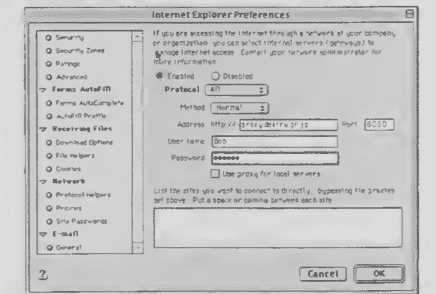 Internet Explorer Preferences
Security
Security Zones
Ratings
Advanced
Forms AutoFill
Forms AutoComplete
AutoFill Profile
Receiving Files
Download Options
File Helpers
Cookies
Network
Protocol Helpers
Proxies
Site Passwords
E-mail
General
If you are accessing the Internet through a network at your company
or organization, you can select internal servers (gateways) to
manage Internet access. Contact your network administrator for
more information.
Enabled Disabled
Protocol All
Method Normal
Address http:// Port 8080
User name Bob
Password ●●●●●●
Use proxy for local servers
List the sites you want to connect to directly, bypassing the proxies
set above. Put a space or comma between each site.
?
Cancel OK